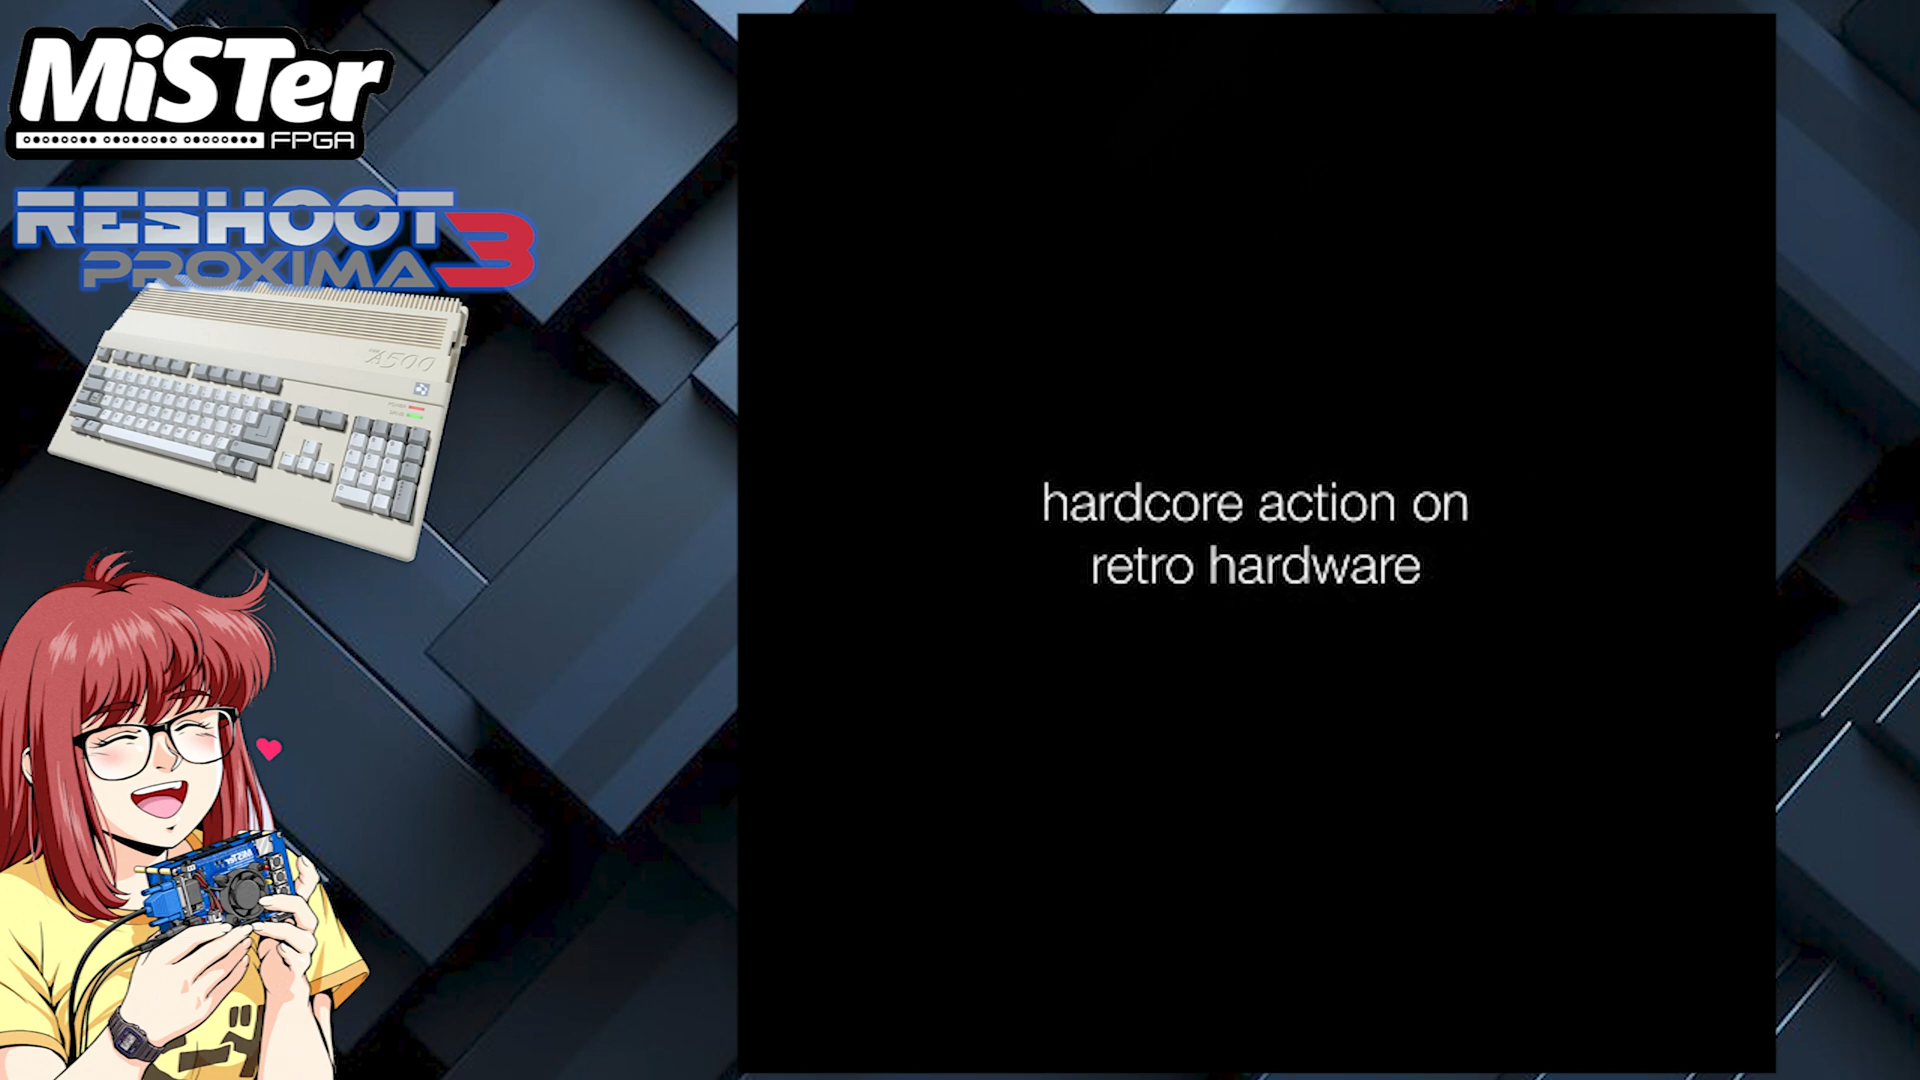 MiSTer
FPGA
RESHOOT
PROXIMA 3
A500
hardcore action on
retro hardware